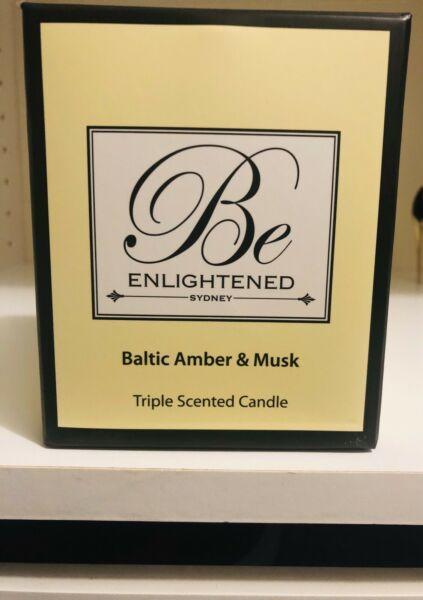 Be
ENLIGHTENED
SYDNEY
Baltic Amber & Musk
Triple Scented Candle